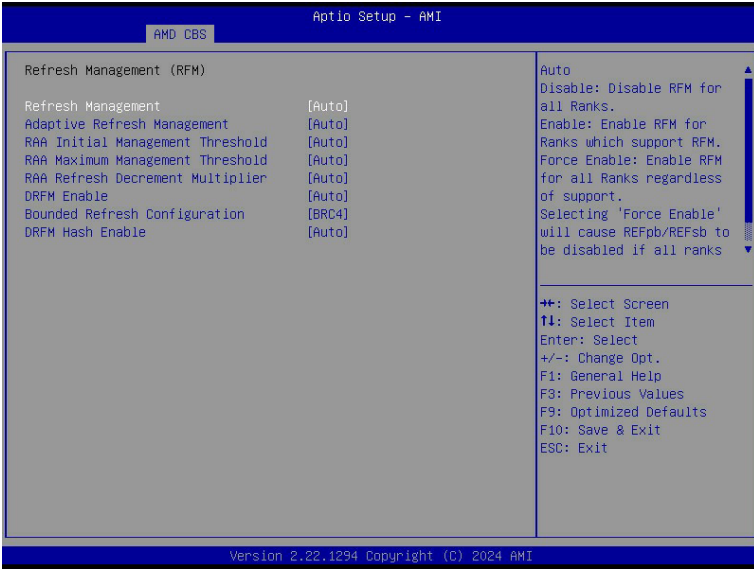 Aptio Setup – AMI
AMD CBS
Refresh Management (RFM)
Refresh Management [Auto]
Adaptive Refresh Management [Auto]
RAA Initial Management Threshold [Auto]
RAA Maximum Management Threshold [Auto]
RAA Refresh Decrement Multiplier [Auto]
DRFM Enable [Auto]
Bounded Refresh Configuration [BRC4]
DRFM Hash Enable [Auto]
Auto
Disable: Disable RFM for
all Ranks.
Enable: Enable RFM for
Ranks which support RFM.
Force Enable: Enable RFM
for all Ranks regardless
of support.
Selecting 'Force Enable'
will cause REFpb/REFsb to
be disabled if all ranks
→←: Select Screen
↑↓: Select Item
Enter: Select
+/-: Change Opt.
F1: General Help
F3: Previous Values
F9: Optimized Defaults
F10: Save & Exit
ESC: Exit
Version 2.22.1294 Copyright (C) 2024 AMI